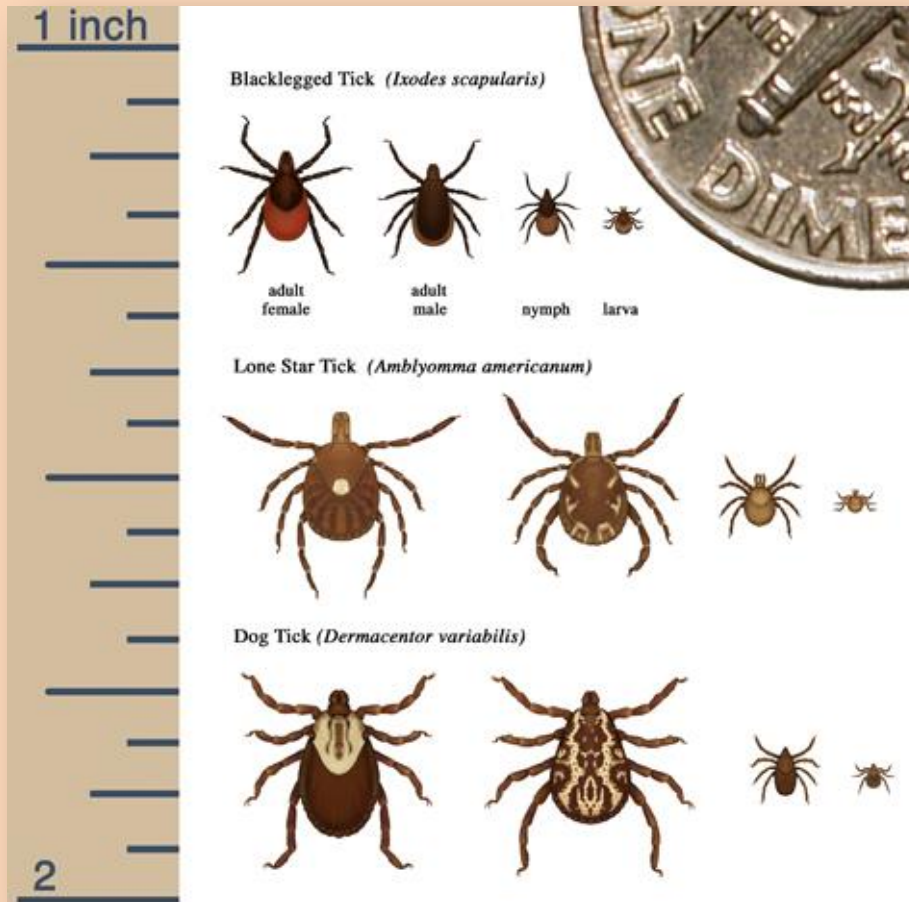 1 inch
Blacklegged Tick (Ixodes scapularis)
ONE DIME
adult female
adult male
nymph
larva
Lone Star Tick (Amblyomma americanum)
Dog Tick (Dermacentor variabilis)
2